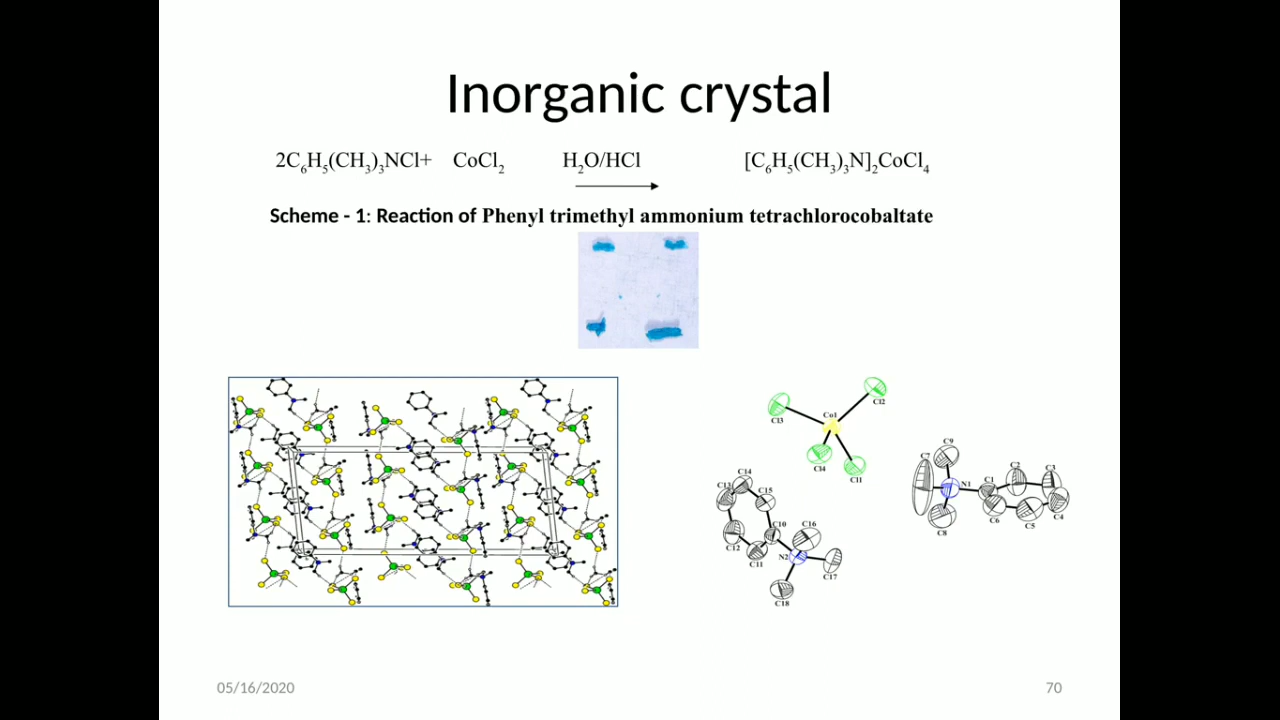 Inorganic crystal
2C₆H₅(CH₃)₃NCl+ CoCl₂ H₂O/HCl [C₆H₅(CH₃)₃N]₂CoCl₄
Scheme - 1: Reaction of Phenyl trimethyl ammonium tetrachlorocobaltate
Cl2
Cl3
Co1
Cl4
Cl1
C9
C7
N1
C1
C2
C3
C4
C5
C6
C8
C14
C13
C15
C10
C16
C12
C11
N2
C17
C18
05/16/2020
70